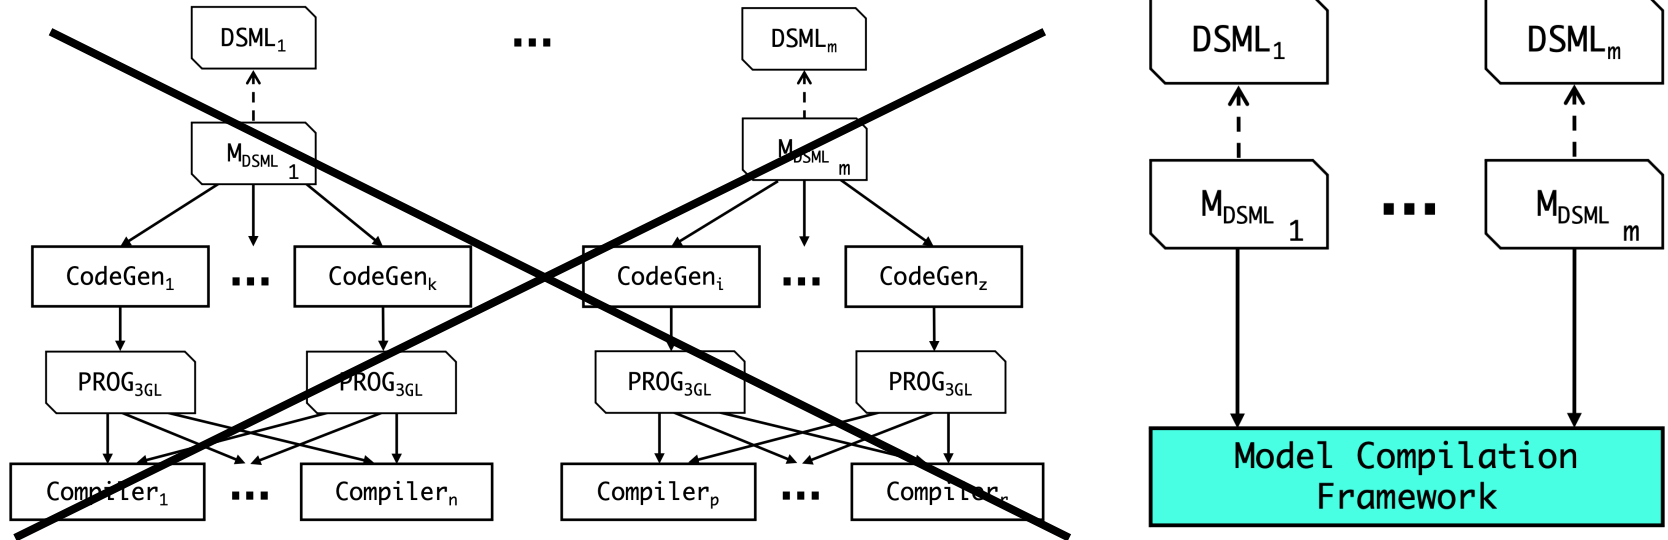 DSML1 ... DSMLm
MDSML 1 MDSML m
CodeGen1 ... CodeGenk CodeGeni ... CodeGenz
PROG3GL PROG3GL PROG3GL PROG3GL
Compiler1 ... Compilern Compilerp ... Compilerr
DSML1 DSMLm
MDSML 1 ... MDSML m
Model Compilation
Framework